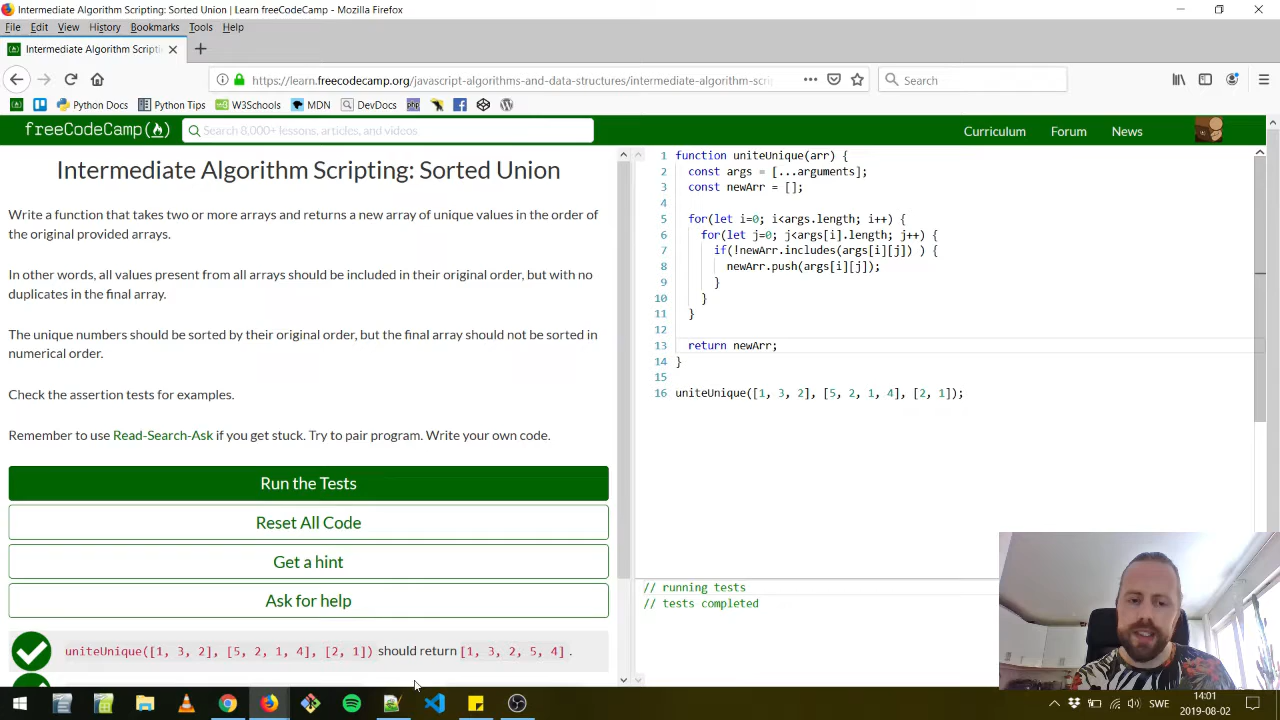 Intermediate Algorithm Scripting: Sorted Union | Learn freeCodeCamp - Mozilla Firefox
File Edit View History Bookmarks Tools Help
Intermediate Algorithm Scripti
https://learn.freecodecamp.org/javascript-algorithms-and-data-structures/intermediate-algorithm-scrip
Search
Python Docs Python Tips W3Schools MDN DevDocs
freeCodeCamp
Search 8,000+ lessons, articles, and videos
Curriculum Forum News
Intermediate Algorithm Scripting: Sorted Union
Write a function that takes two or more arrays and returns a new array of unique values in the order of
the original provided arrays.
In other words, all values present from all arrays should be included in their original order, but with no
duplicates in the final array.
The unique numbers should be sorted by their original order, but the final array should not be sorted in
numerical order.
Check the assertion tests for examples.
Remember to use Read-Search-Ask if you get stuck. Try to pair program. Write your own code.
Run the Tests
Reset All Code
Get a hint
Ask for help
uniteUnique([1, 3, 2], [5, 2, 1, 4], [2, 1]) should return [1, 3, 2, 5, 4] .
1 function uniteUnique(arr) {
2 const args = [...arguments];
3 const newArr = [];
4
5 for(let i=0; i<args.length; i++) {
6 for(let j=0; j<args[i].length; j++) {
7 if(!newArr.includes(args[i][j]) ) {
8 newArr.push(args[i][j]);
9 }
10 }
11 }
12
13 return newArr;
14 }
15
16 uniteUnique([1, 3, 2], [5, 2, 1, 4], [2, 1]);
// running tests
// tests completed
SWE
14:01
2019-08-02